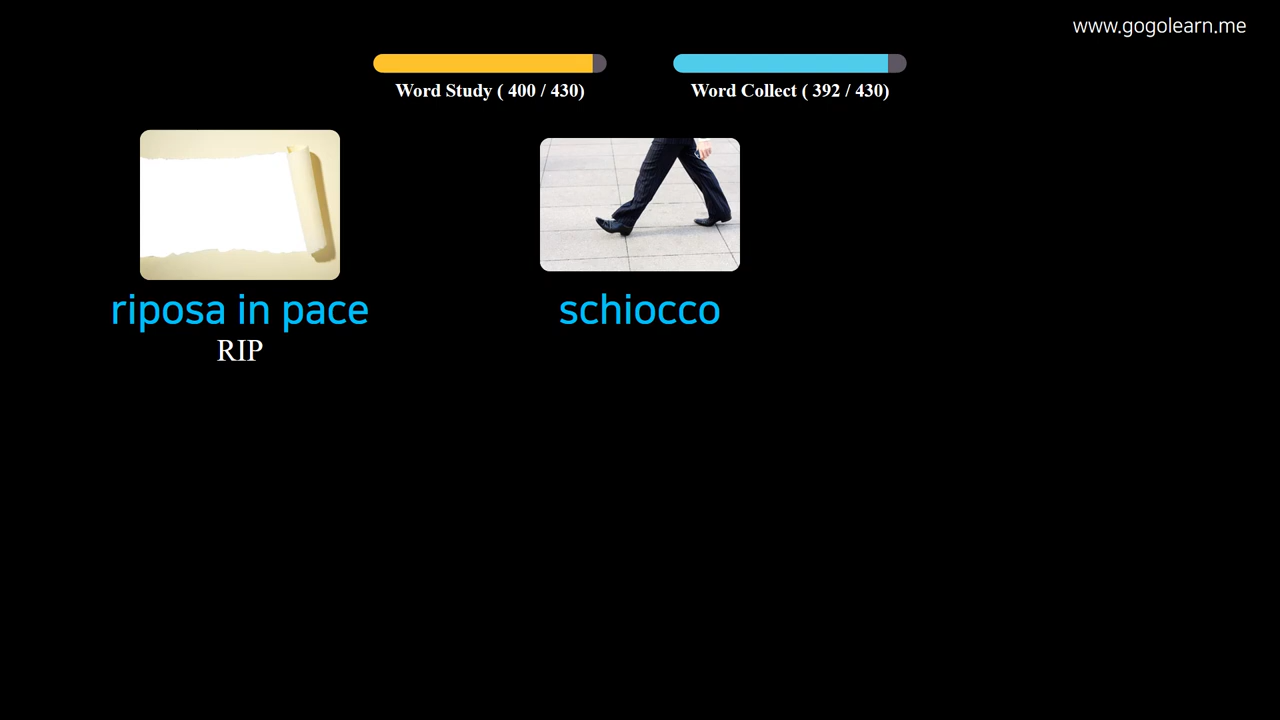 www.gogolearn.me
Word Study ( 400 / 430)
Word Collect ( 392 / 430)
riposa in pace
schiocco
RIP